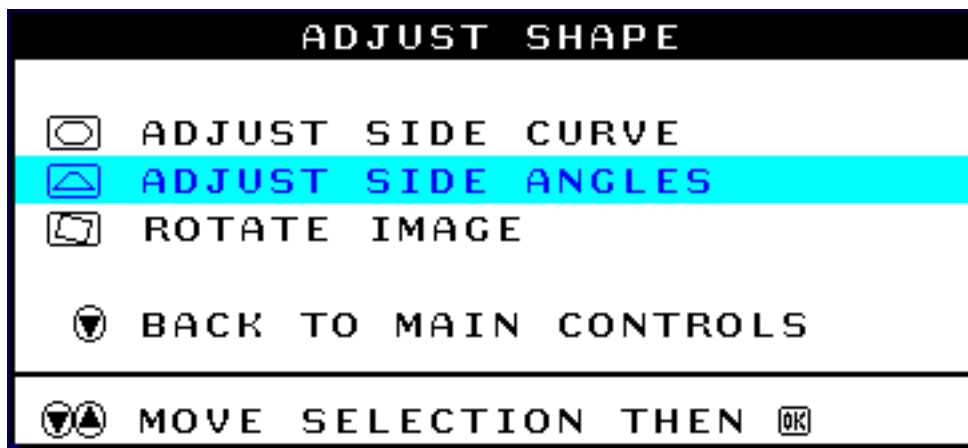 ADJUST SHAPE
ADJUST SIDE CURVE
ADJUST SIDE ANGLES
ROTATE IMAGE
BACK TO MAIN CONTROLS
MOVE SELECTION THEN OK